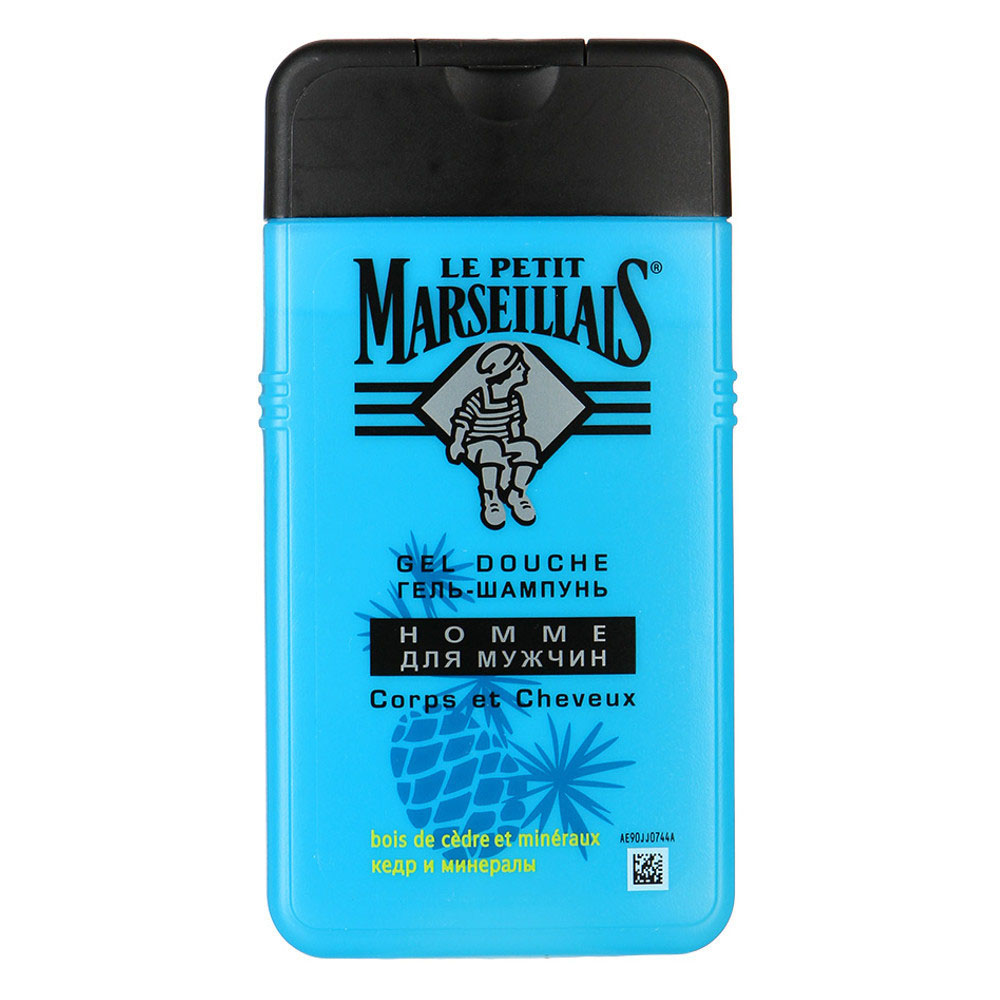 LE PETIT
MARSEILLAIS®
GEL DOUCHE
ГЕЛЬ-ШАМПУНЬ
HOMME
ДЛЯ МУЖЧИН
Corps et Cheveux
bois de cèdre et minéraux
кедр и минералы
AE90JJ0744A